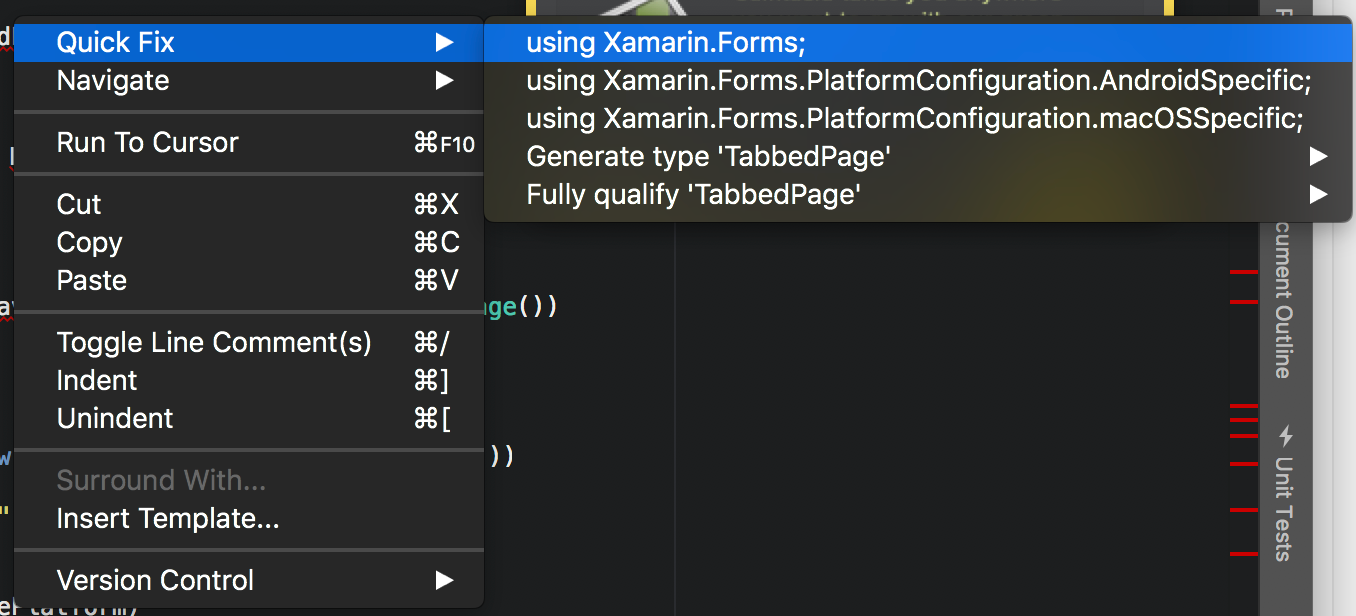 Quick Fix
using Xamarin.Forms;
Navigate
using Xamarin.Forms.PlatformConfiguration.AndroidSpecific;
using Xamarin.Forms.PlatformConfiguration.macOSSpecific;
Run To Cursor ⌘F10
Generate type 'TabbedPage'
Fully qualify 'TabbedPage'
Cut ⌘X
Copy ⌘C
Paste ⌘V
ge())
Toggle Line Comment(s) ⌘/
Indent ⌘]
Unindent ⌘[
))
Surround With...
Insert Template...
Version Control
cument Outline
Unit Tests